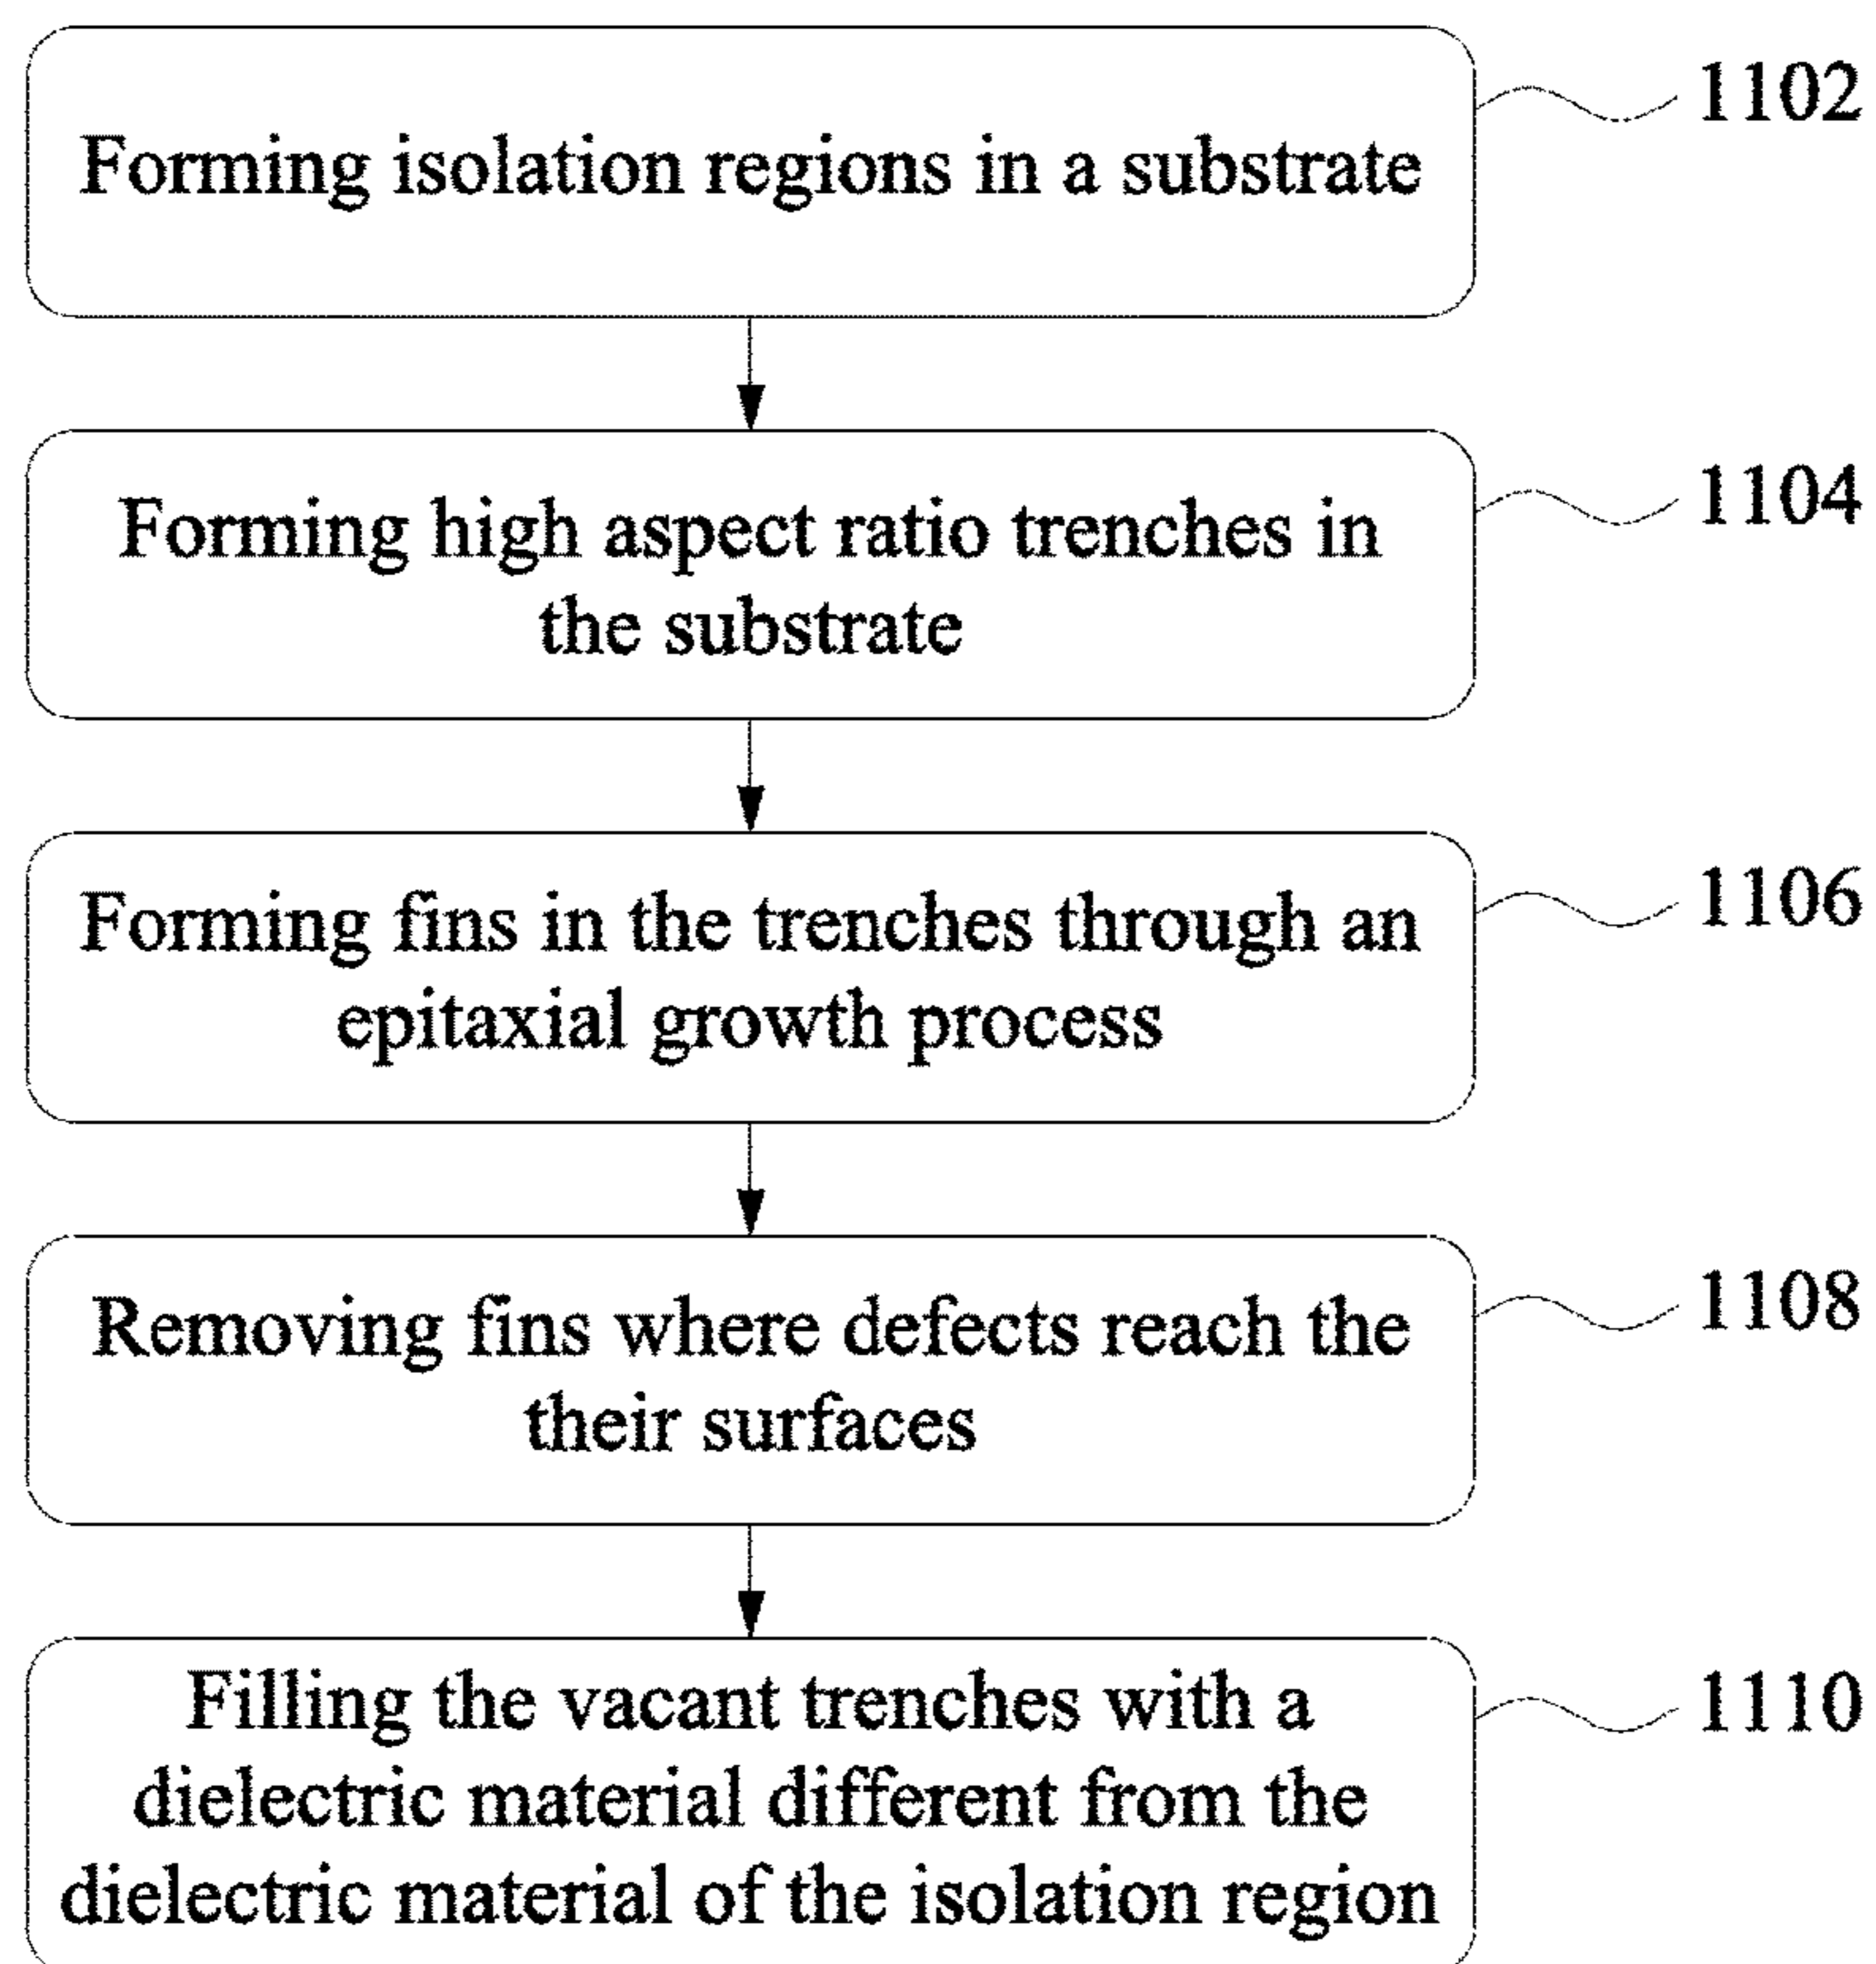 Forming isolation regions in a substrate
1102
Forming high aspect ratio trenches in
the substrate
1104
Forming fins in the trenches through an
epitaxial growth process
1106
Removing fins where defects reach the
their surfaces
1108
Filling the vacant trenches with a
dielectric material different from the
dielectric material of the isolation region
1110